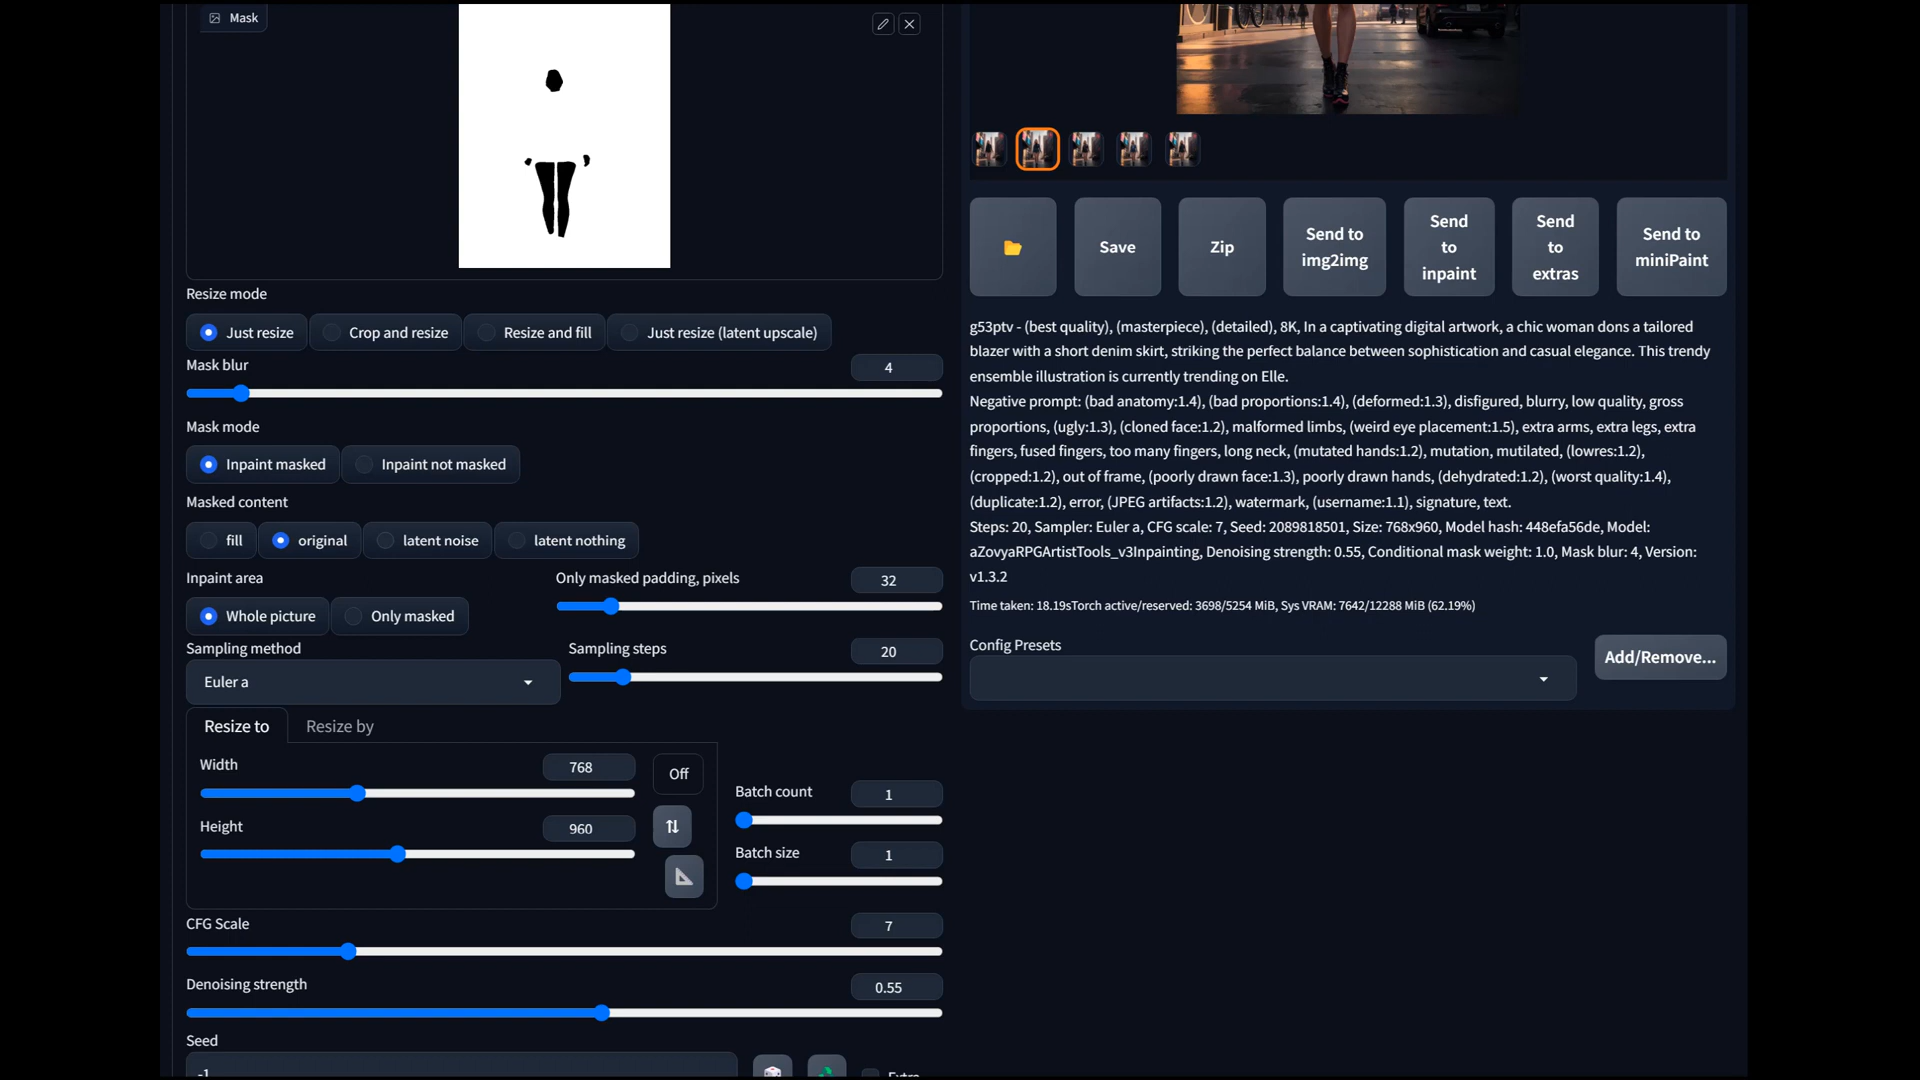 Mask
Resize mode
Just resize
Crop and resize
Resize and fill
Just resize (latent upscale)
Mask blur
4
Mask mode
Inpaint masked
Inpaint not masked
Masked content
fill
original
latent noise
latent nothing
Inpaint area
Whole picture
Only masked
Only masked padding, pixels
32
Sampling method
Euler a
Sampling steps
20
Resize to
Resize by
Width
768
Off
Height
960
Batch count
1
Batch size
1
CFG Scale
7
Denoising strength
0.55
Seed
-1
Extra
Save
Zip
Send to
img2img
Send
to
inpaint
Send
to
extras
Send to
miniPaint
g53ptv - (best quality), (masterpiece), (detailed), 8K, In a captivating digital artwork, a chic woman dons a tailored
blazer with a short denim skirt, striking the perfect balance between sophistication and casual elegance. This trendy
ensemble illustration is currently trending on Elle.
Negative prompt: (bad anatomy:1.4), (bad proportions:1.4), (deformed:1.3), disfigured, blurry, low quality, gross
proportions, (ugly:1.3), (cloned face:1.2), malformed limbs, (weird eye placement:1.5), extra arms, extra legs, extra
fingers, fused fingers, too many fingers, long neck, (mutated hands:1.2), mutation, mutilated, (lowres:1.2),
(cropped:1.2), out of frame, (poorly drawn face:1.3), poorly drawn hands, (dehydrated:1.2), (worst quality:1.4),
(duplicate:1.2), error, (JPEG artifacts:1.2), watermark, (username:1.1), signature, text.
Steps: 20, Sampler: Euler a, CFG scale: 7, Seed: 2089818501, Size: 768x960, Model hash: 448efa56de, Model:
aZovyaRPGArtistTools_v3Inpainting, Denoising strength: 0.55, Conditional mask weight: 1.0, Mask blur: 4, Version:
v1.3.2
Time taken: 18.19sTorch active/reserved: 3698/5254 MiB, Sys VRAM: 7642/12288 MiB (62.19%)
Config Presets
Add/Remove...